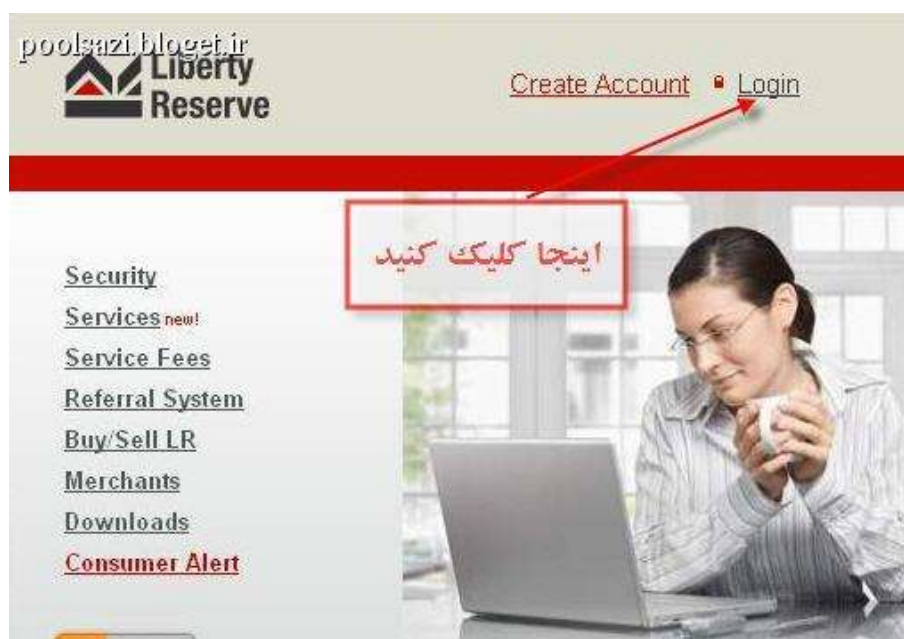 poolsazi.bloget.ir
Liberty
Reserve
Create Account
Login
اینجا کلیک کنید
Security
Services new!
Service Fees
Referral System
Buy/Sell LR
Merchants
Downloads
Consumer Alert